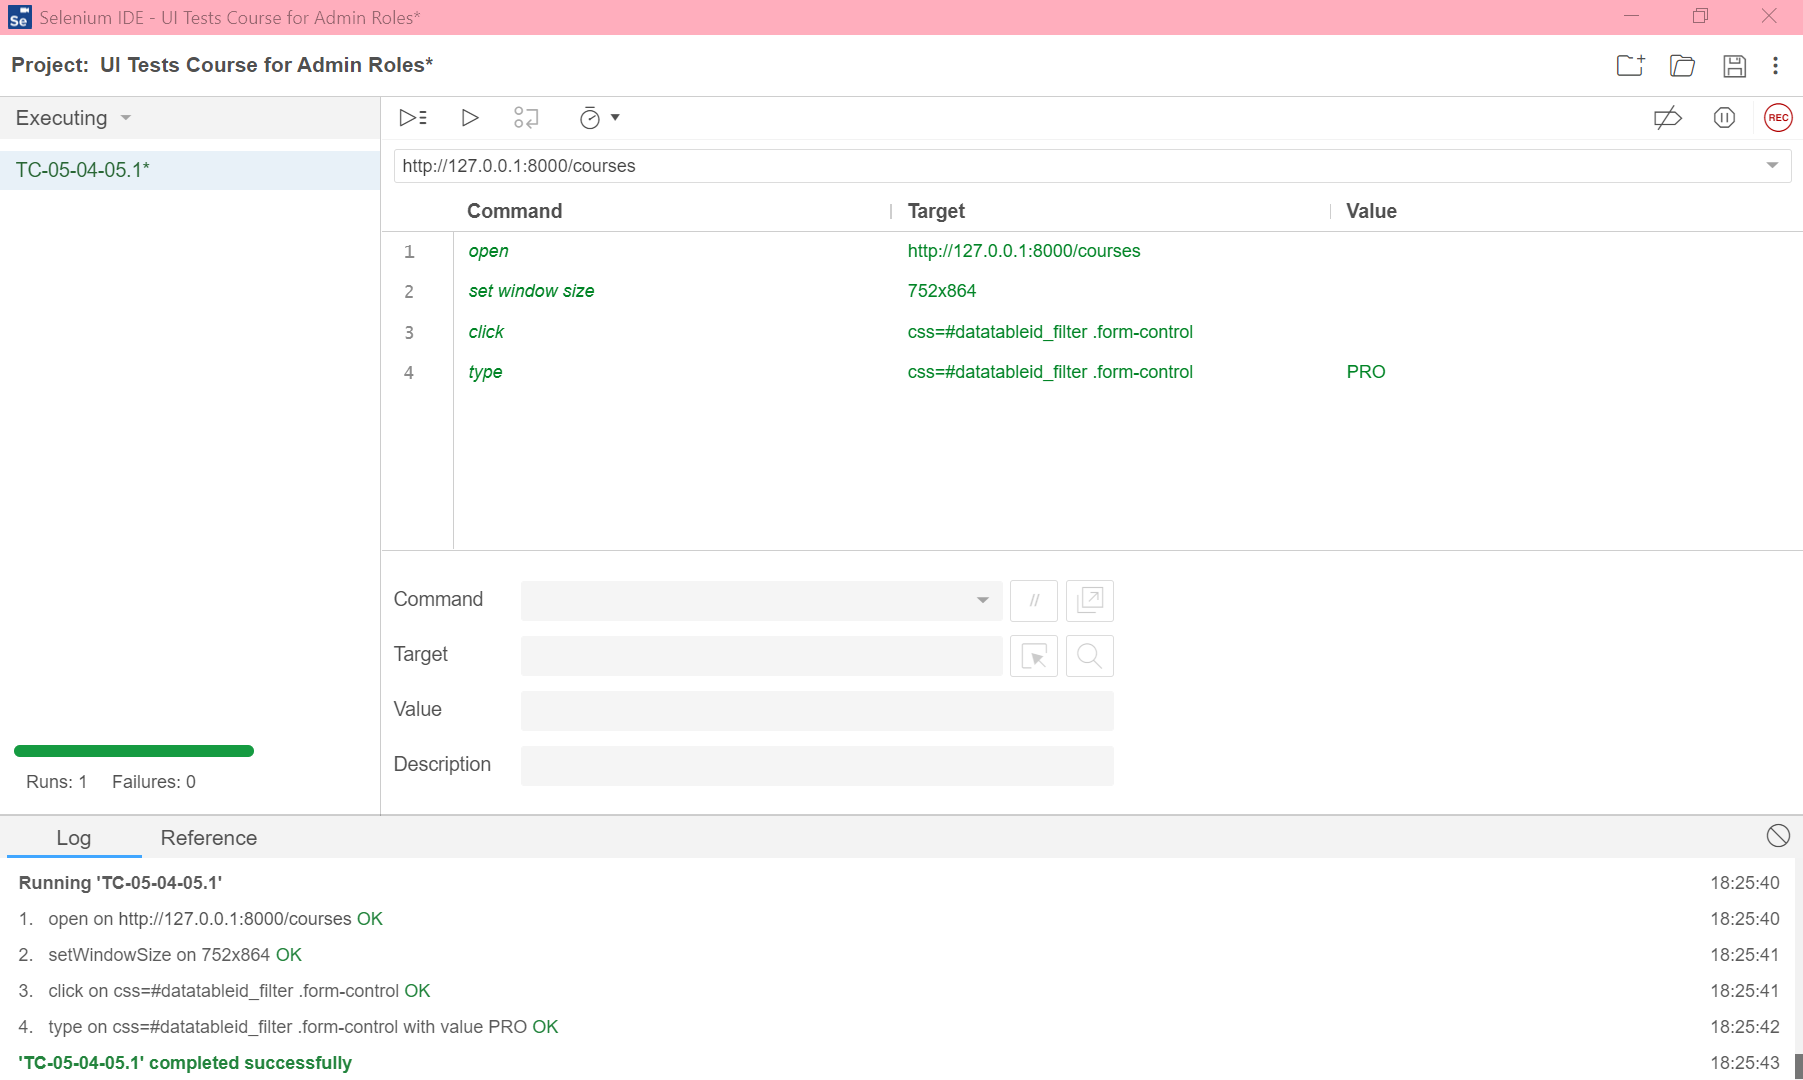 Se Selenium IDE - UI Tests Course for Admin Roles*
Project: UI Tests Course for Admin Roles*
Executing
REC
TC-05-04-05.1*
http://127.0.0.1:8000/courses
Command Target Value
1 open http://127.0.0.1:8000/courses
2 set window size 752x864
3 click css=#datatableid_filter .form-control
4 type css=#datatableid_filter .form-control PRO
Command //
Target
Value
Description
Runs: 1 Failures: 0
Log Reference
Running 'TC-05-04-05.1' 18:25:40
1. open on http://127.0.0.1:8000/courses OK 18:25:40
2. setWindowSize on 752x864 OK 18:25:41
3. click on css=#datatableid_filter .form-control OK 18:25:41
4. type on css=#datatableid_filter .form-control with value PRO OK 18:25:42
'TC-05-04-05.1' completed successfully 18:25:43